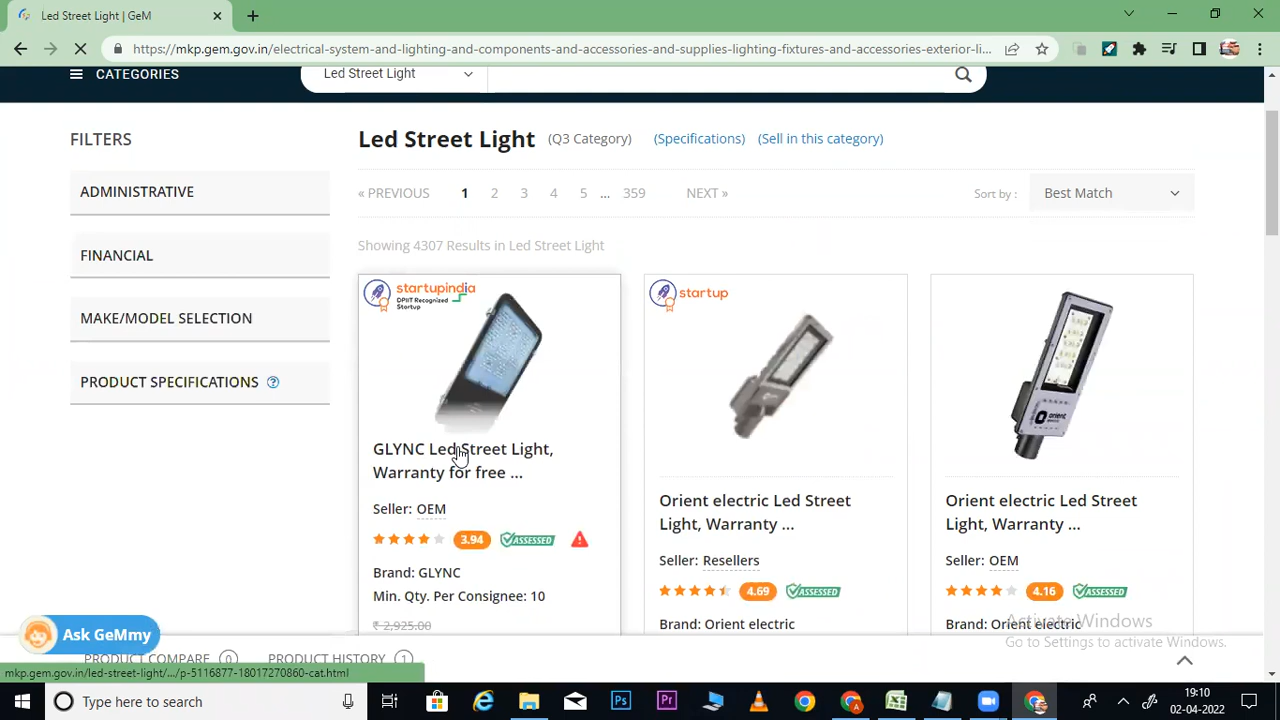 Led Street Light | GeM
https://mkp.gem.gov.in/electrical-system-and-lighting-and-components-and-accessories-and-supplies-lighting-fixtures-and-accessories-exterior-li...
CATEGORIES
Led Street Light
FILTERS
ADMINISTRATIVE
FINANCIAL
MAKE/MODEL SELECTION
PRODUCT SPECIFICATIONS ?
Led Street Light (Q3 Category) (Specifications) (Sell in this category)
« PREVIOUS 1 2 3 4 5 ... 359 NEXT »
Sort by : Best Match
Showing 4307 Results in Led Street Light
startupindia
DPIIT Recognized
Startup
GLYNC Led Street Light,
Warranty for free ...
Seller: OEM
3.94 ASSESSED
Brand: GLYNC
Min. Qty. Per Consignee: 10
₹ 2,925.00
startup
Orient electric Led Street
Light, Warranty ...
Seller: Resellers
4.69 ASSESSED
Brand: Orient electric
orient
Orient electric Led Street
Light, Warranty ...
Seller: OEM
4.16 ASSESSED
Brand: Orient electric
Activate Windows
Go to Settings to activate Windows.
Ask GeMmy
PRODUCT COMPARE 0 PRODUCT HISTORY 1
mkp.gem.gov.in/led-street-light/.../p-5116877-18017270860-cat.html
Type here to search
19:10
02-04-2022